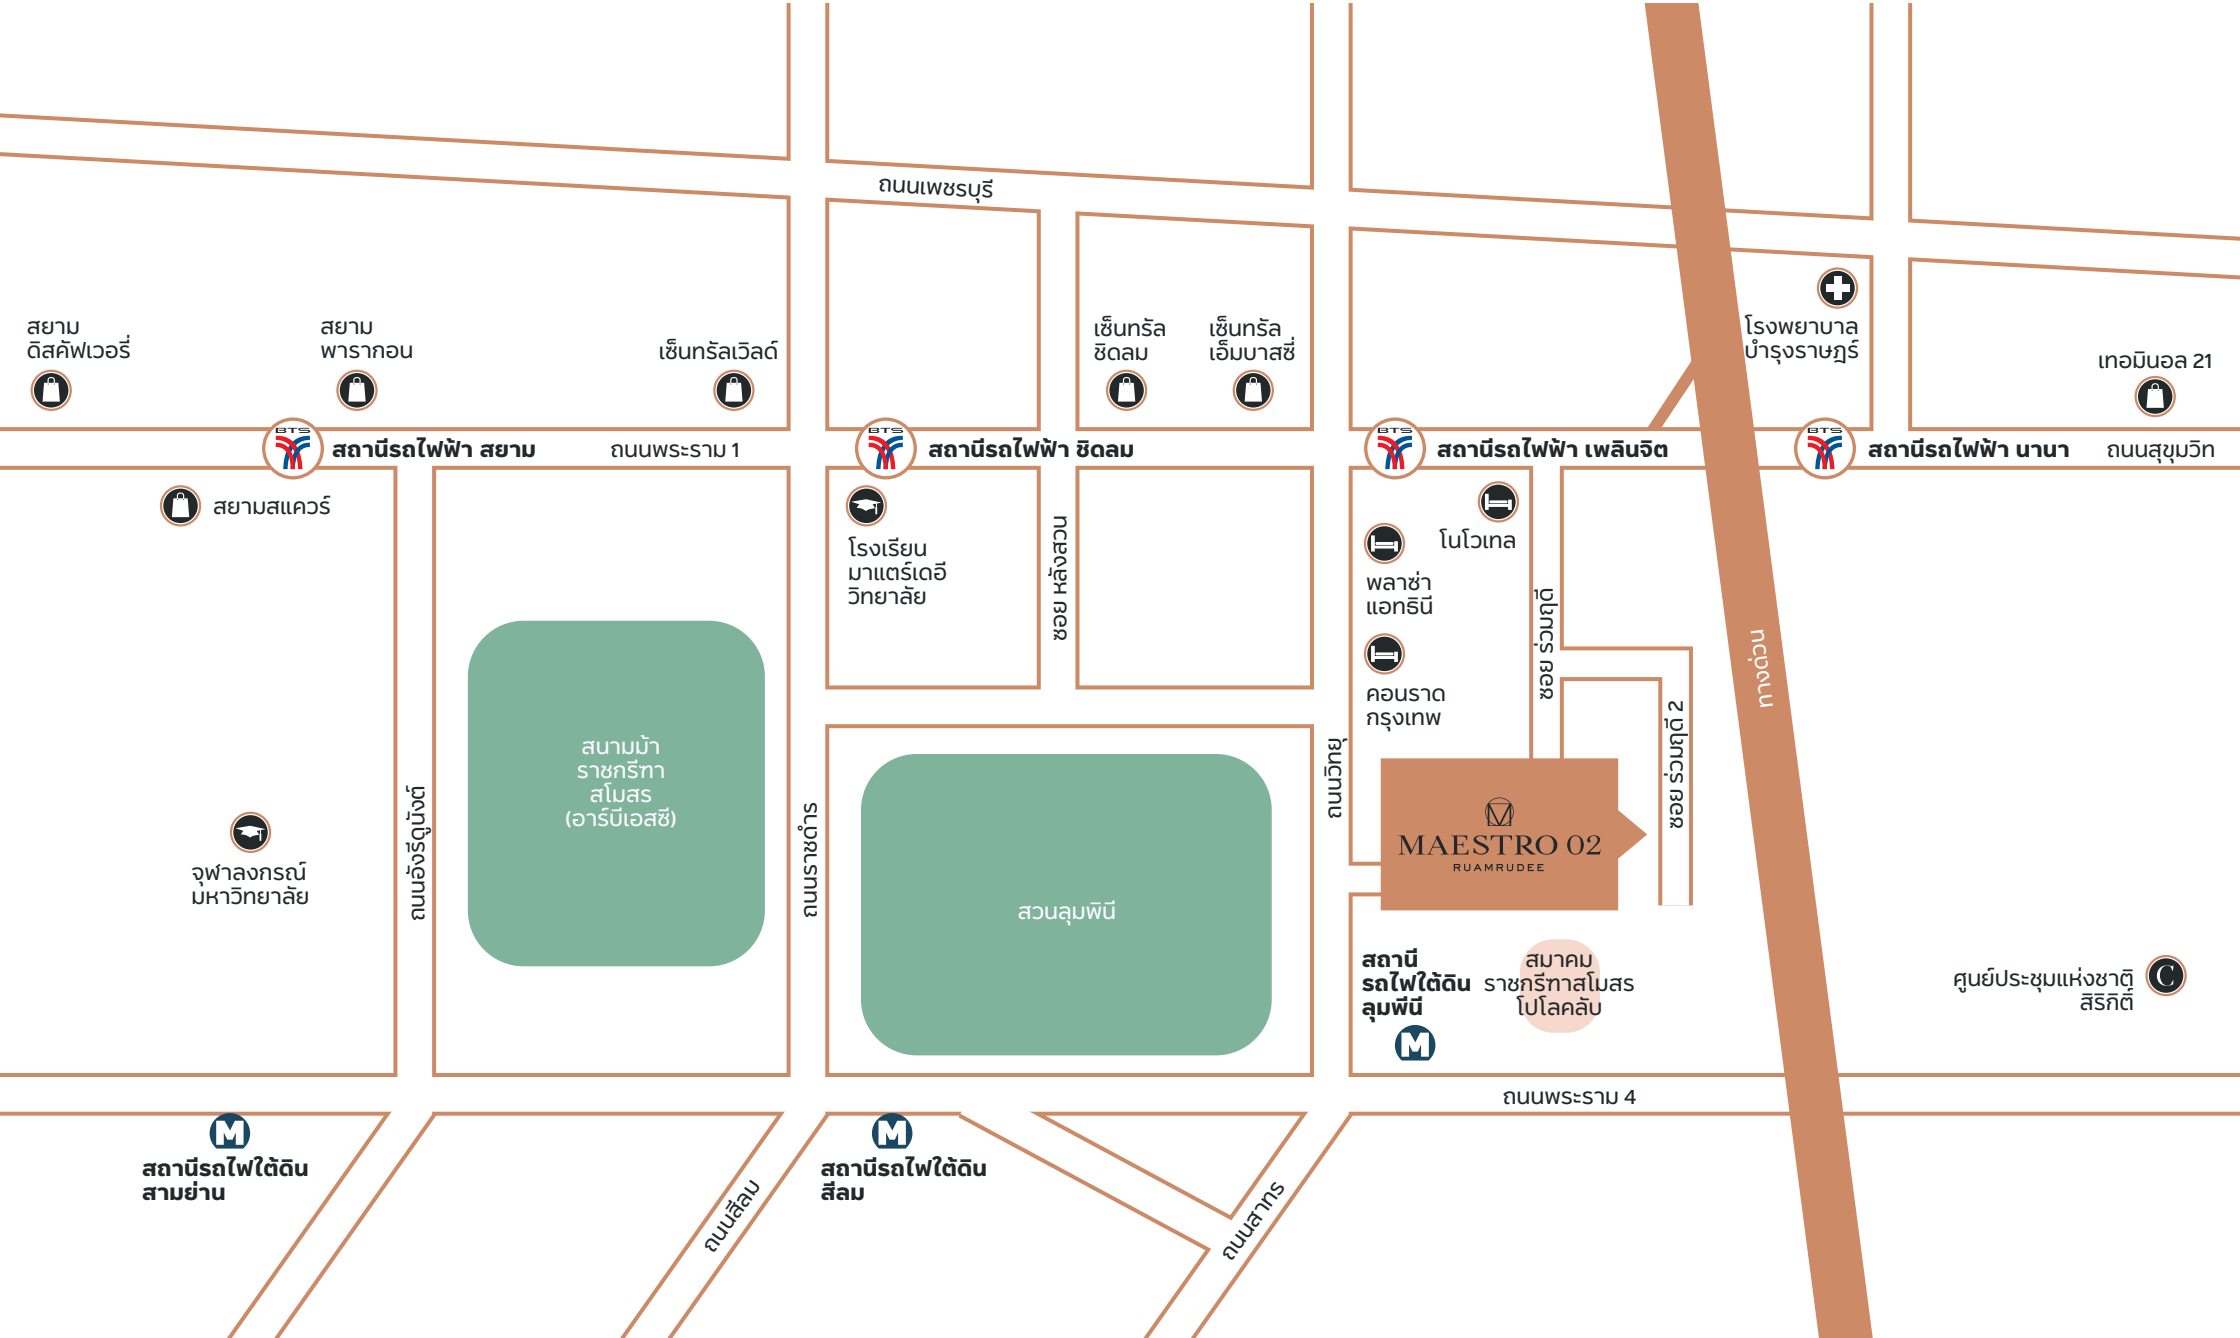 ถนนเพชรบุรี
สยาม
ดิสคัฟเวอรี่
สยาม
พารากอน
เซ็นทรัลเวิลด์
เซ็นทรัล
ชิดลม
เซ็นทรัล
เอ็มบาสซี่
โรงพยาบาล
บำรุงราษฎร์
เทอมินอล 21
BTS
สถานีรถไฟฟ้า สยาม
ถนนพระราม 1
BTS
สถานีรถไฟฟ้า ชิดลม
BTS
สถานีรถไฟฟ้า เพลินจิต
BTS
สถานีรถไฟฟ้า นานา
ถนนสุขุมวิท
สยามสแควร์
โรงเรียน
มาแตร์เดอี
วิทยาลัย
ซอย หลังสวน
โนโวเทล
พลาซ่า
แอทธินี
คอนราด
กรุงเทพ
ซอย ร่วมฤดี
ซอย ร่วมฤดี 2
ทางด่วน
สนามม้า
ราชกรีฑา
สโมสร
(อาร์บีเอสซี)
ถนนอังรีดูนังต์
ถนนราชดำริ
ถนนวิทยุ
จุฬาลงกรณ์
มหาวิทยาลัย
สวนลุมพินี
MAESTRO 02
RUAMRUDEE
สถานี
รถไฟใต้ดิน
ลุมพีนี
M
สมาคม
ราชกรีฑาสโมสร
โปโลคลับ
ศูนย์ประชุมแห่งชาติ
สิริกิติ์
C
ถนนพระราม 4
M
สถานีรถไฟใต้ดิน
สามย่าน
M
สถานีรถไฟใต้ดิน
สีลม
ถนนสีลม
ถนนสาทร